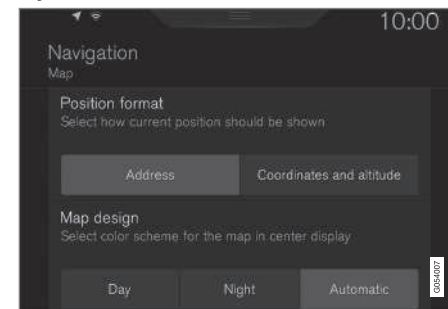 10:00
Navigation
Map
Position format
Select how current position should be shown
Address
Coordinates and altitude
Map design
Select color scheme for the map in center display
Day
Night
Automatic
G054007